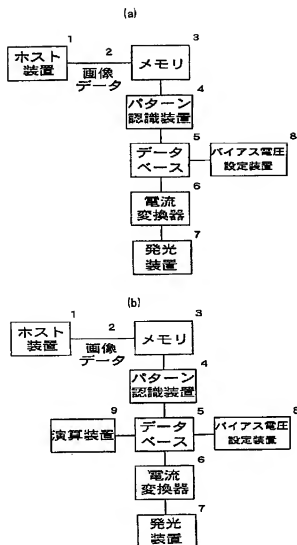 (a)
1
2
3
ホスト
装置
画像
データ
メモリ
4
パターン
認識装置
5
データ
ベース
8
バイアス電圧
設定装置
6
電流
変換器
7
発光
装置
(b)
1
2
3
ホスト
装置
画像
データ
メモリ
4
パターン
認識装置
9
演算装置
5
データ
ベース
8
バイアス電圧
設定装置
6
電流
変換器
7
発光
装置